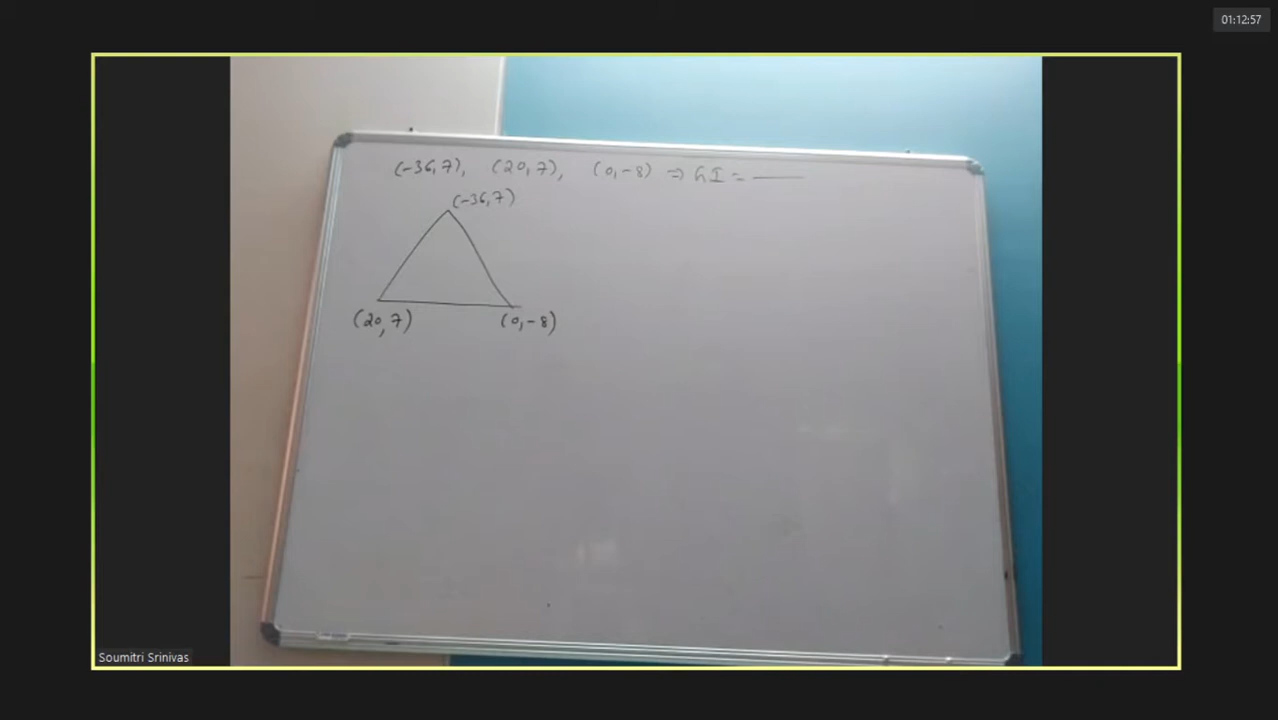 01:12:57
(-36,7), (20,7), (0,-8) ⇒ GI = ____
(-36,7)
(20,7) (0,-8)
Soumitri Srinivas